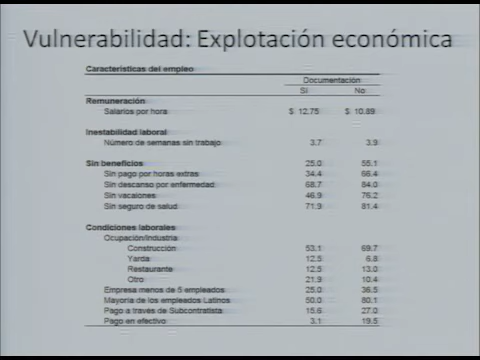 Vulnerabilidad: Explotación económica
Características del empleo
Documentación
Sí No
Remuneración
Salarios por hora $ 12.75 $ 10.89
Inestabilidad laboral
Número de semanas sin trabajo 3.7 3.9
Sin beneficios 25.0 55.1
Sin pago por horas extras 34.4 66.4
Sin descanso por enfermedad 68.7 84.0
Sin vacaiones 46.9 76.2
Sin seguro de salud 71.9 81.4
Condiciones laborales
Ocupación/Industria
Construcción 53.1 69.7
Yarda 12.5 6.8
Restaurante 12.5 13.0
Otro 21.9 10.4
Empresa menos de 5 empleados 25.0 36.5
Mayoría de los empleados Latinos 50.0 80.1
Pago a través de Subcontratista 15.6 27.0
Pago en efectivo 3.1 19.5